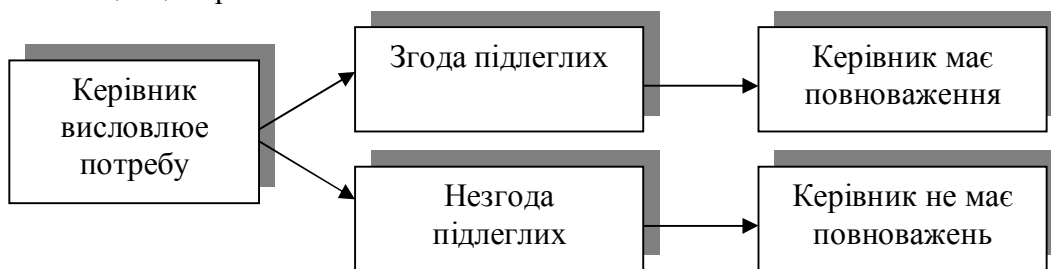 Згода підлеглих
Керівник має
повноваження
Керівник
висловлює
потребу
Незгода
підлеглих
Керівник не має
повноважень